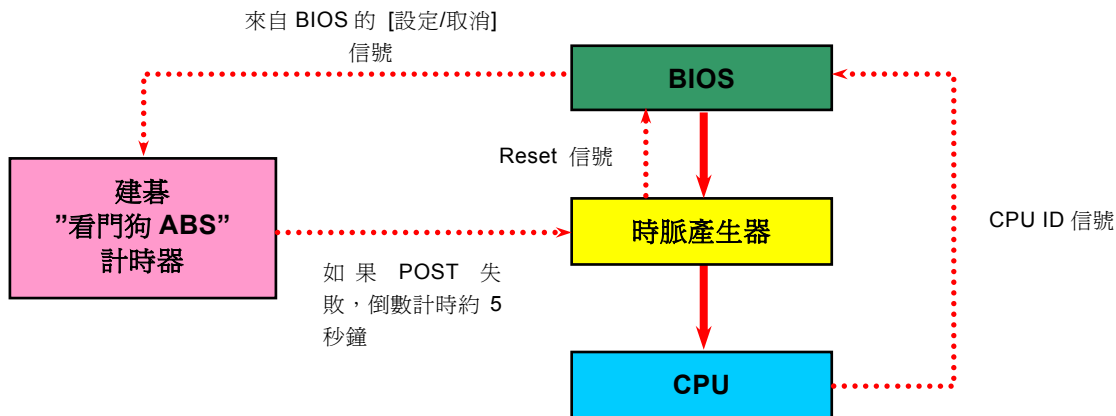 來自 BIOS 的 [設定/取消]
信號
BIOS
Reset 信號
建碁
”看門狗 ABS”
計時器
時脈產生器
CPU ID 信號
如果 POST 失
敗，倒數計時約 5
秒鐘
CPU